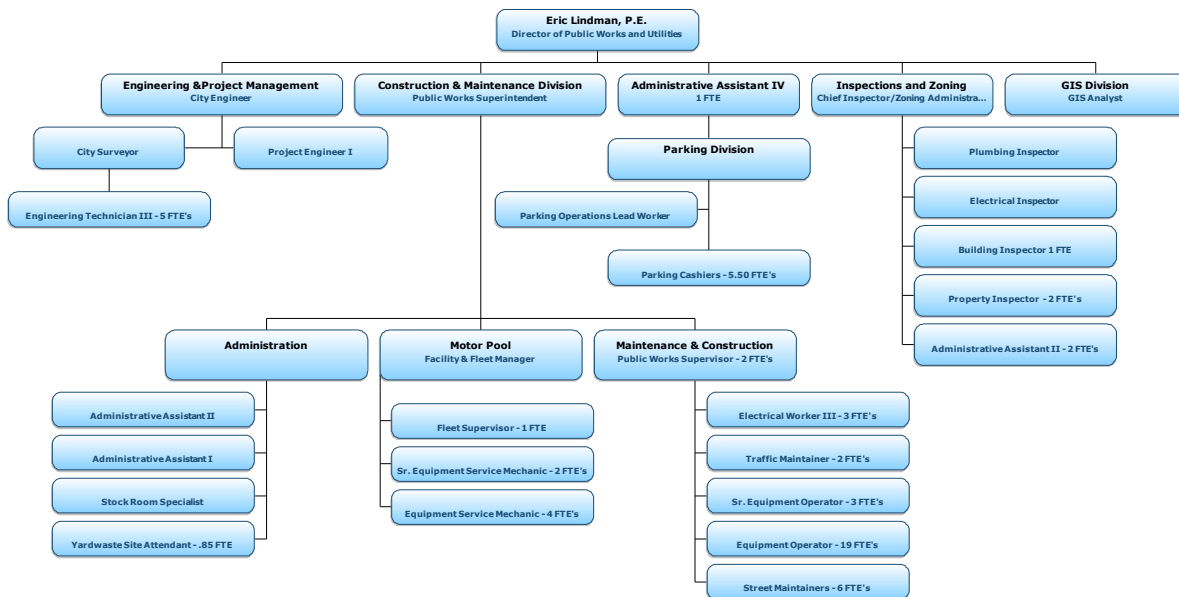 Eric Lindman, P.E.
Director of Public Works and Utilities
Engineering &Project Management
City Engineer
Construction & Maintenance Division
Public Works Superintendent
Administrative Assistant IV
1 FTE
Inspections and Zoning
Chief Inspector/Zoning Administra...
GIS Division
GIS Analyst
City Surveyor
Project Engineer I
Engineering Technician III - 5 FTE's
Parking Division
Parking Operations Lead Worker
Parking Cashiers - 5.50 FTE's
Plumbing Inspector
Electrical Inspector
Building Inspector 1 FTE
Property Inspector - 2 FTE's
Administrative Assistant II - 2 FTE's
Administration
Administrative Assistant II
Administrative Assistant I
Stock Room Specialist
Yardwaste Site Attendant - .85 FTE
Motor Pool
Facility & Fleet Manager
Fleet Supervisor - 1 FTE
Sr. Equipment Service Mechanic - 2 FTE's
Equipment Service Mechanic - 4 FTE's
Maintenance & Construction
Public Works Supervisor - 2 FTE's
Electrical Worker III - 3 FTE's
Traffic Maintainer - 2 FTE's
Sr. Equipment Operator - 3 FTE's
Equipment Operator - 19 FTE's
Street Maintainers - 6 FTE's